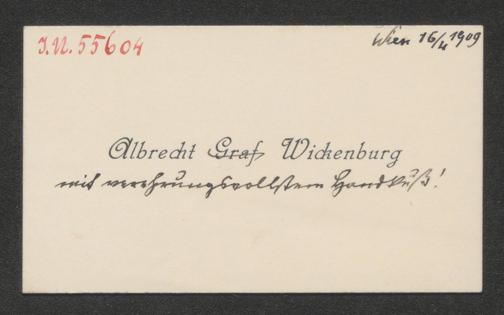 J.N. 55604
Wien 16/4 1909
Albrecht Graf Wickenburg
mit verehrungsvollstem Handkuß!